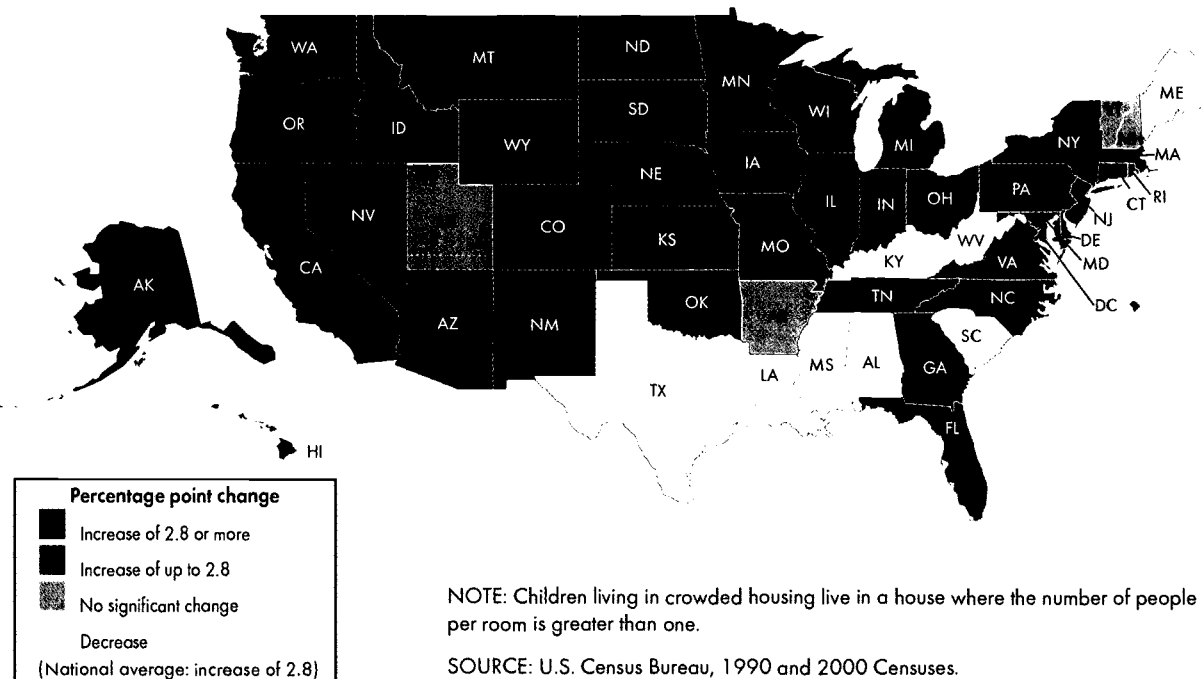 WA
MT
ND
MN
ME
OR
ID
SD
WI
NY
WY
MI
MA
IA
NE
PA
CT
RI
NV
IL
IN
OH
NJ
CO
WV
DE
KS
MO
KY
VA
MD
CA
AK
TN
NC
DC
OK
AZ
NM
SC
MS
AL
GA
TX
LA
FL
HI
Percentage point change
Increase of 2.8 or more
Increase of up to 2.8
No significant change
Decrease
(National average: increase of 2.8)
NOTE: Children living in crowded housing live in a house where the number of people
per room is greater than one.
SOURCE: U.S. Census Bureau, 1990 and 2000 Censuses.